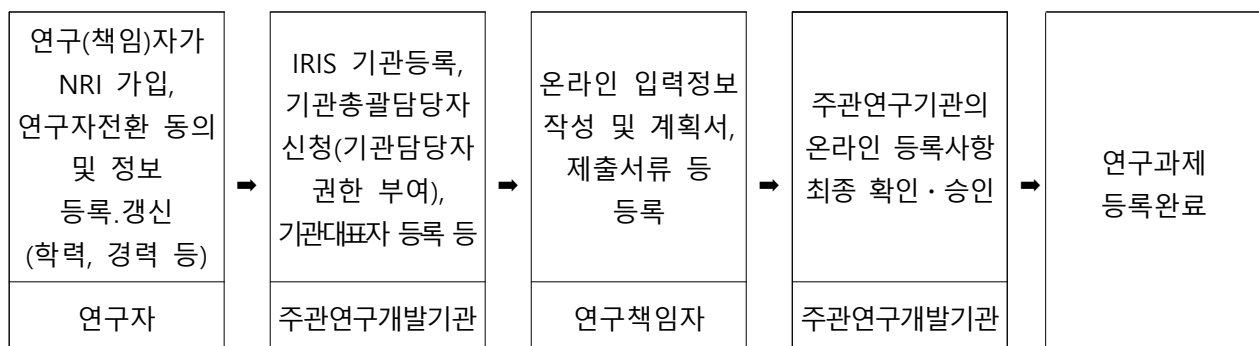 연구(책임)자가
NRI 가입,
연구자전환 동의
및 정보
등록.갱신
(학력, 경력 등)
연구자
➡
IRIS 기관등록,
기관총괄담당자
신청(기관담당자
권한 부여),
기관대표자 등록 등
주관연구개발기관
➡
온라인 입력정보
작성 및 계획서,
제출서류 등
등록
연구책임자
➡
주관연구기관의
온라인 등록사항
최종 확인・승인
주관연구개발기관
➡
연구과제
등록완료